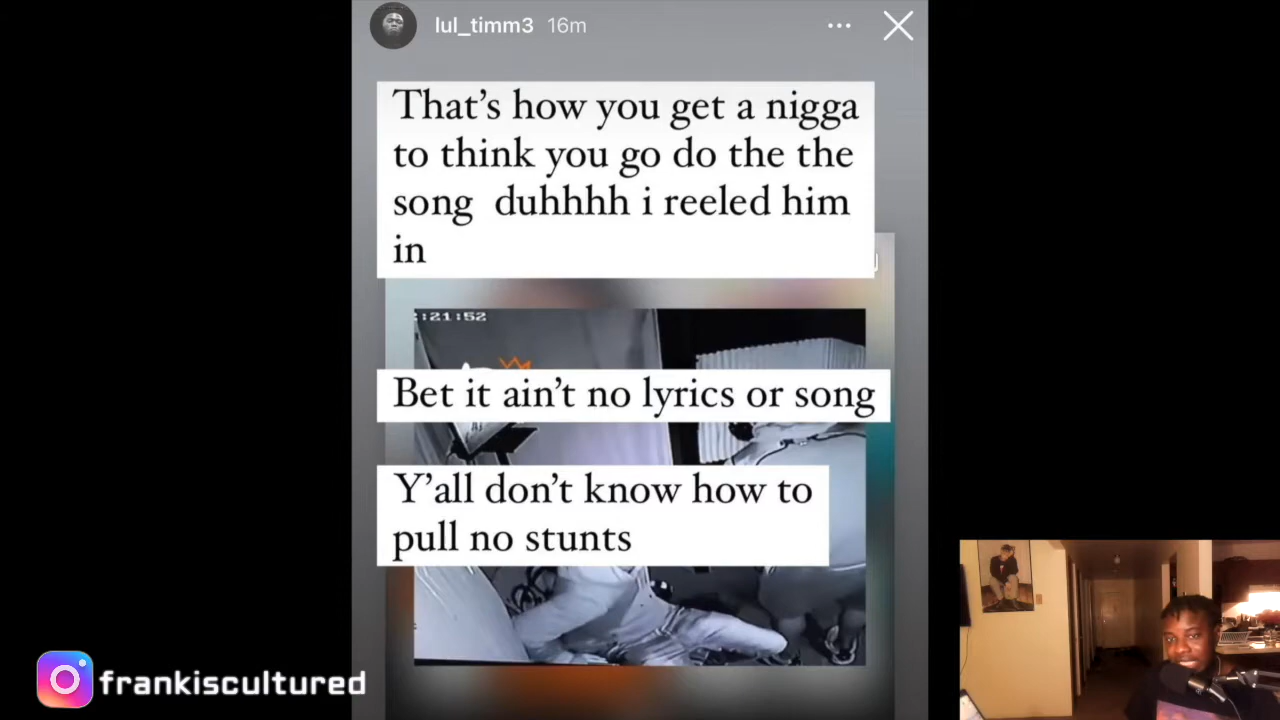 lul_timm3 16m
That's how you get a nigga
to think you go do the the
song duhhhh i reeled him
in
:21:52
Bet it ain't no lyrics or song
Y'all don't know how to
pull no stunts
frankiscultured